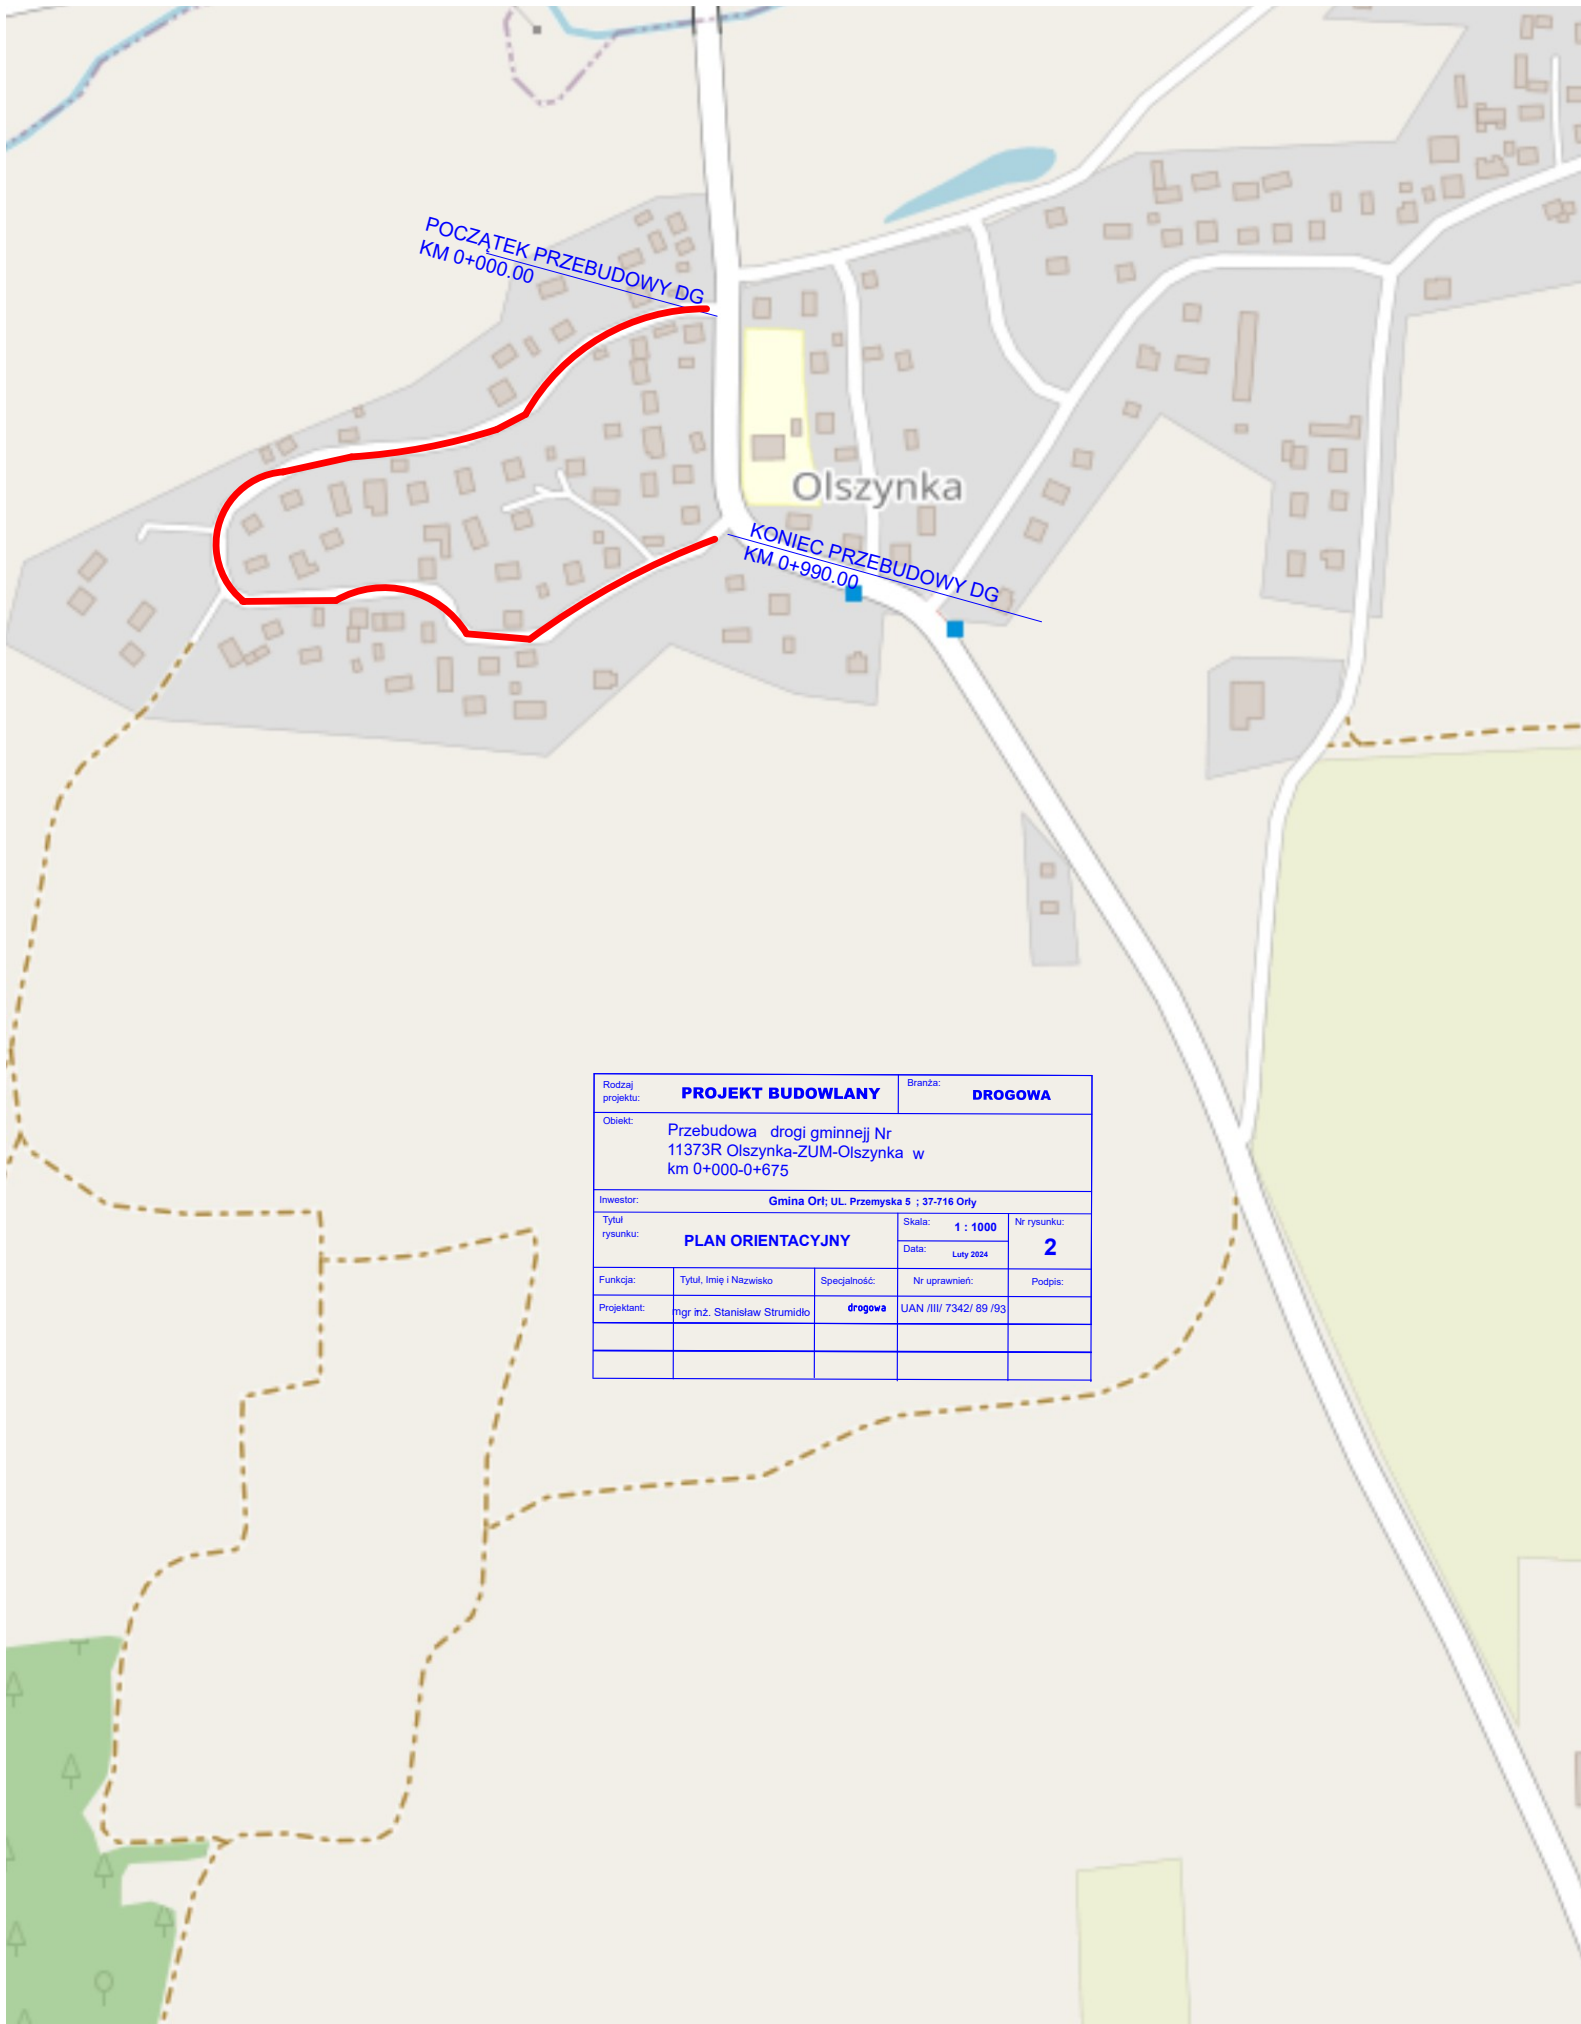 POCZĄTEK PRZEBUDOWY DG
KM 0+000.00
Olszynka
KONIEC PRZEBUDOWY DG
KM 0+990.00
Rodzaj projektu: PROJEKT BUDOWLANY Branża: DROGOWA
Obiekt: Przebudowa drogi gminnejj Nr
11373R Olszynka-ZUM-Olszynka w
km 0+000-0+675
Inwestor: Gmina Orł; UL. Przemyska 5 ; 37-716 Orły
Tytuł rysunku: PLAN ORIENTACYJNY Skala: 1 : 1000 Nr rysunku: 2
Data: Luty 2024
Funkcja: Tytuł, Imię i Nazwisko Specjalność: Nr uprawnień: Podpis:
Projektant: mgr inż. Stanisław Strumidło drogowa UAN /III/ 7342/ 89 /93